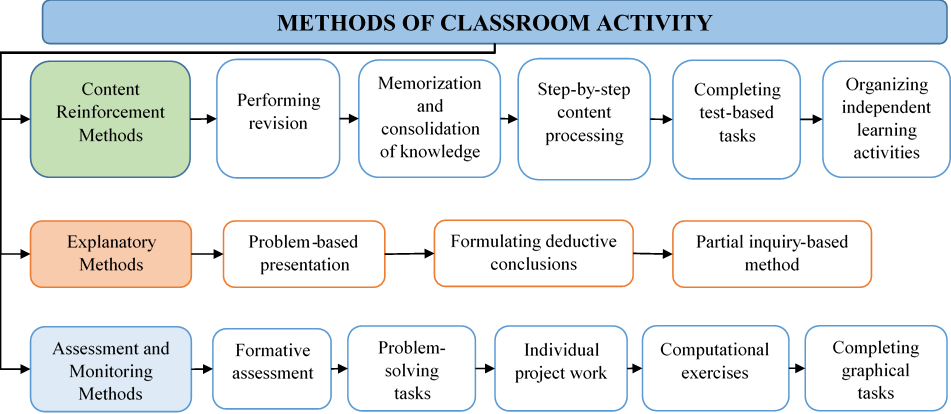 METHODS OF CLASSROOM ACTIVITY
Content
Reinforcement
Methods
Performing
revision
Memorization
and
consolidation
of knowledge
Step-by-step
content
processing
Completing
test-based
tasks
Organizing
independent
learning
activities
Explanatory
Methods
Problem-based
presentation
Formulating deductive
conclusions
Partial inquiry-based
method
Assessment and
Monitoring
Methods
Formative
assessment
Problem-
solving
tasks
Individual
project work
Computational
exercises
Completing
graphical
tasks